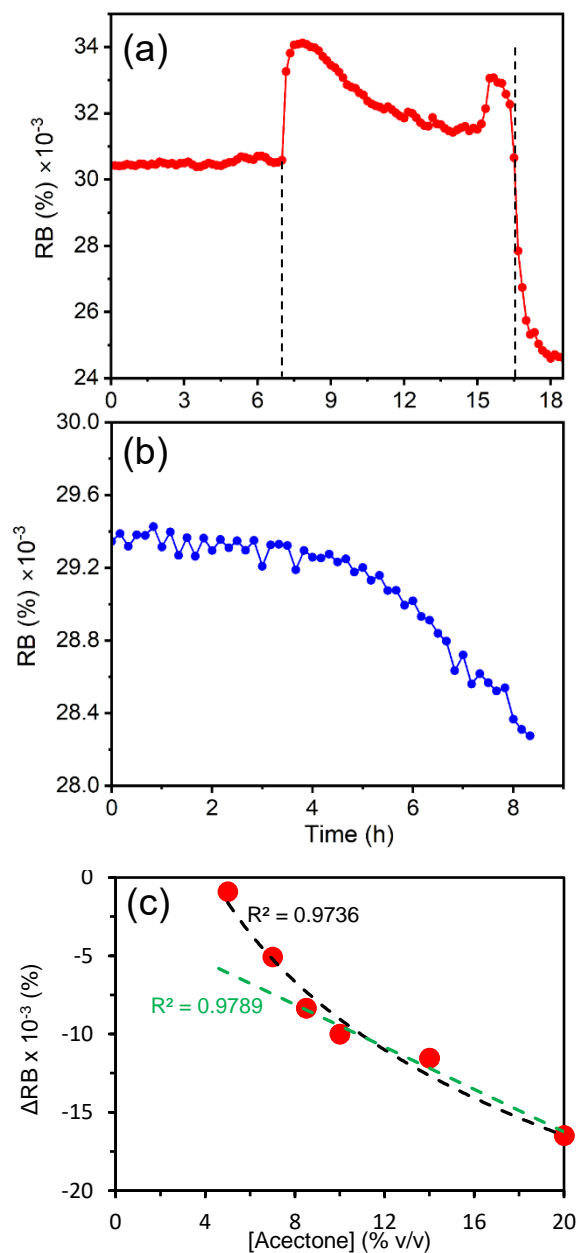 (a)
RB (%) ×10⁻³
34
32
30
28
26
24
0 3 6 9 12 15 18
(b)
RB (%) ×10⁻³
30.0
29.6
29.2
28.8
28.4
28.0
0 2 4 6 8
Time (h)
(c)
ΔRB x 10⁻³ (%)
0
-5
-10
-15
-20
R² = 0.9736
R² = 0.9789
0 4 8 12 16 20
[Acectone] (% v/v)